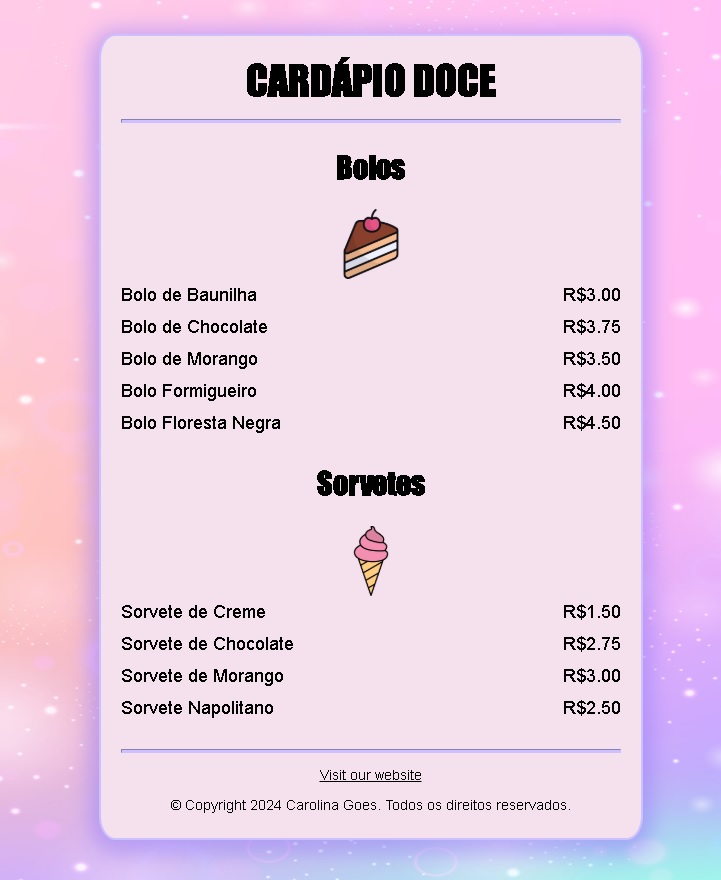 CARDÁPIO DOCE
Bolos
Bolo de Baunilha R$3.00
Bolo de Chocolate R$3.75
Bolo de Morango R$3.50
Bolo Formigueiro R$4.00
Bolo Floresta Negra R$4.50
Sorvetes
Sorvete de Creme R$1.50
Sorvete de Chocolate R$2.75
Sorvete de Morango R$3.00
Sorvete Napolitano R$2.50
Visit our website
© Copyright 2024 Carolina Goes. Todos os direitos reservados.